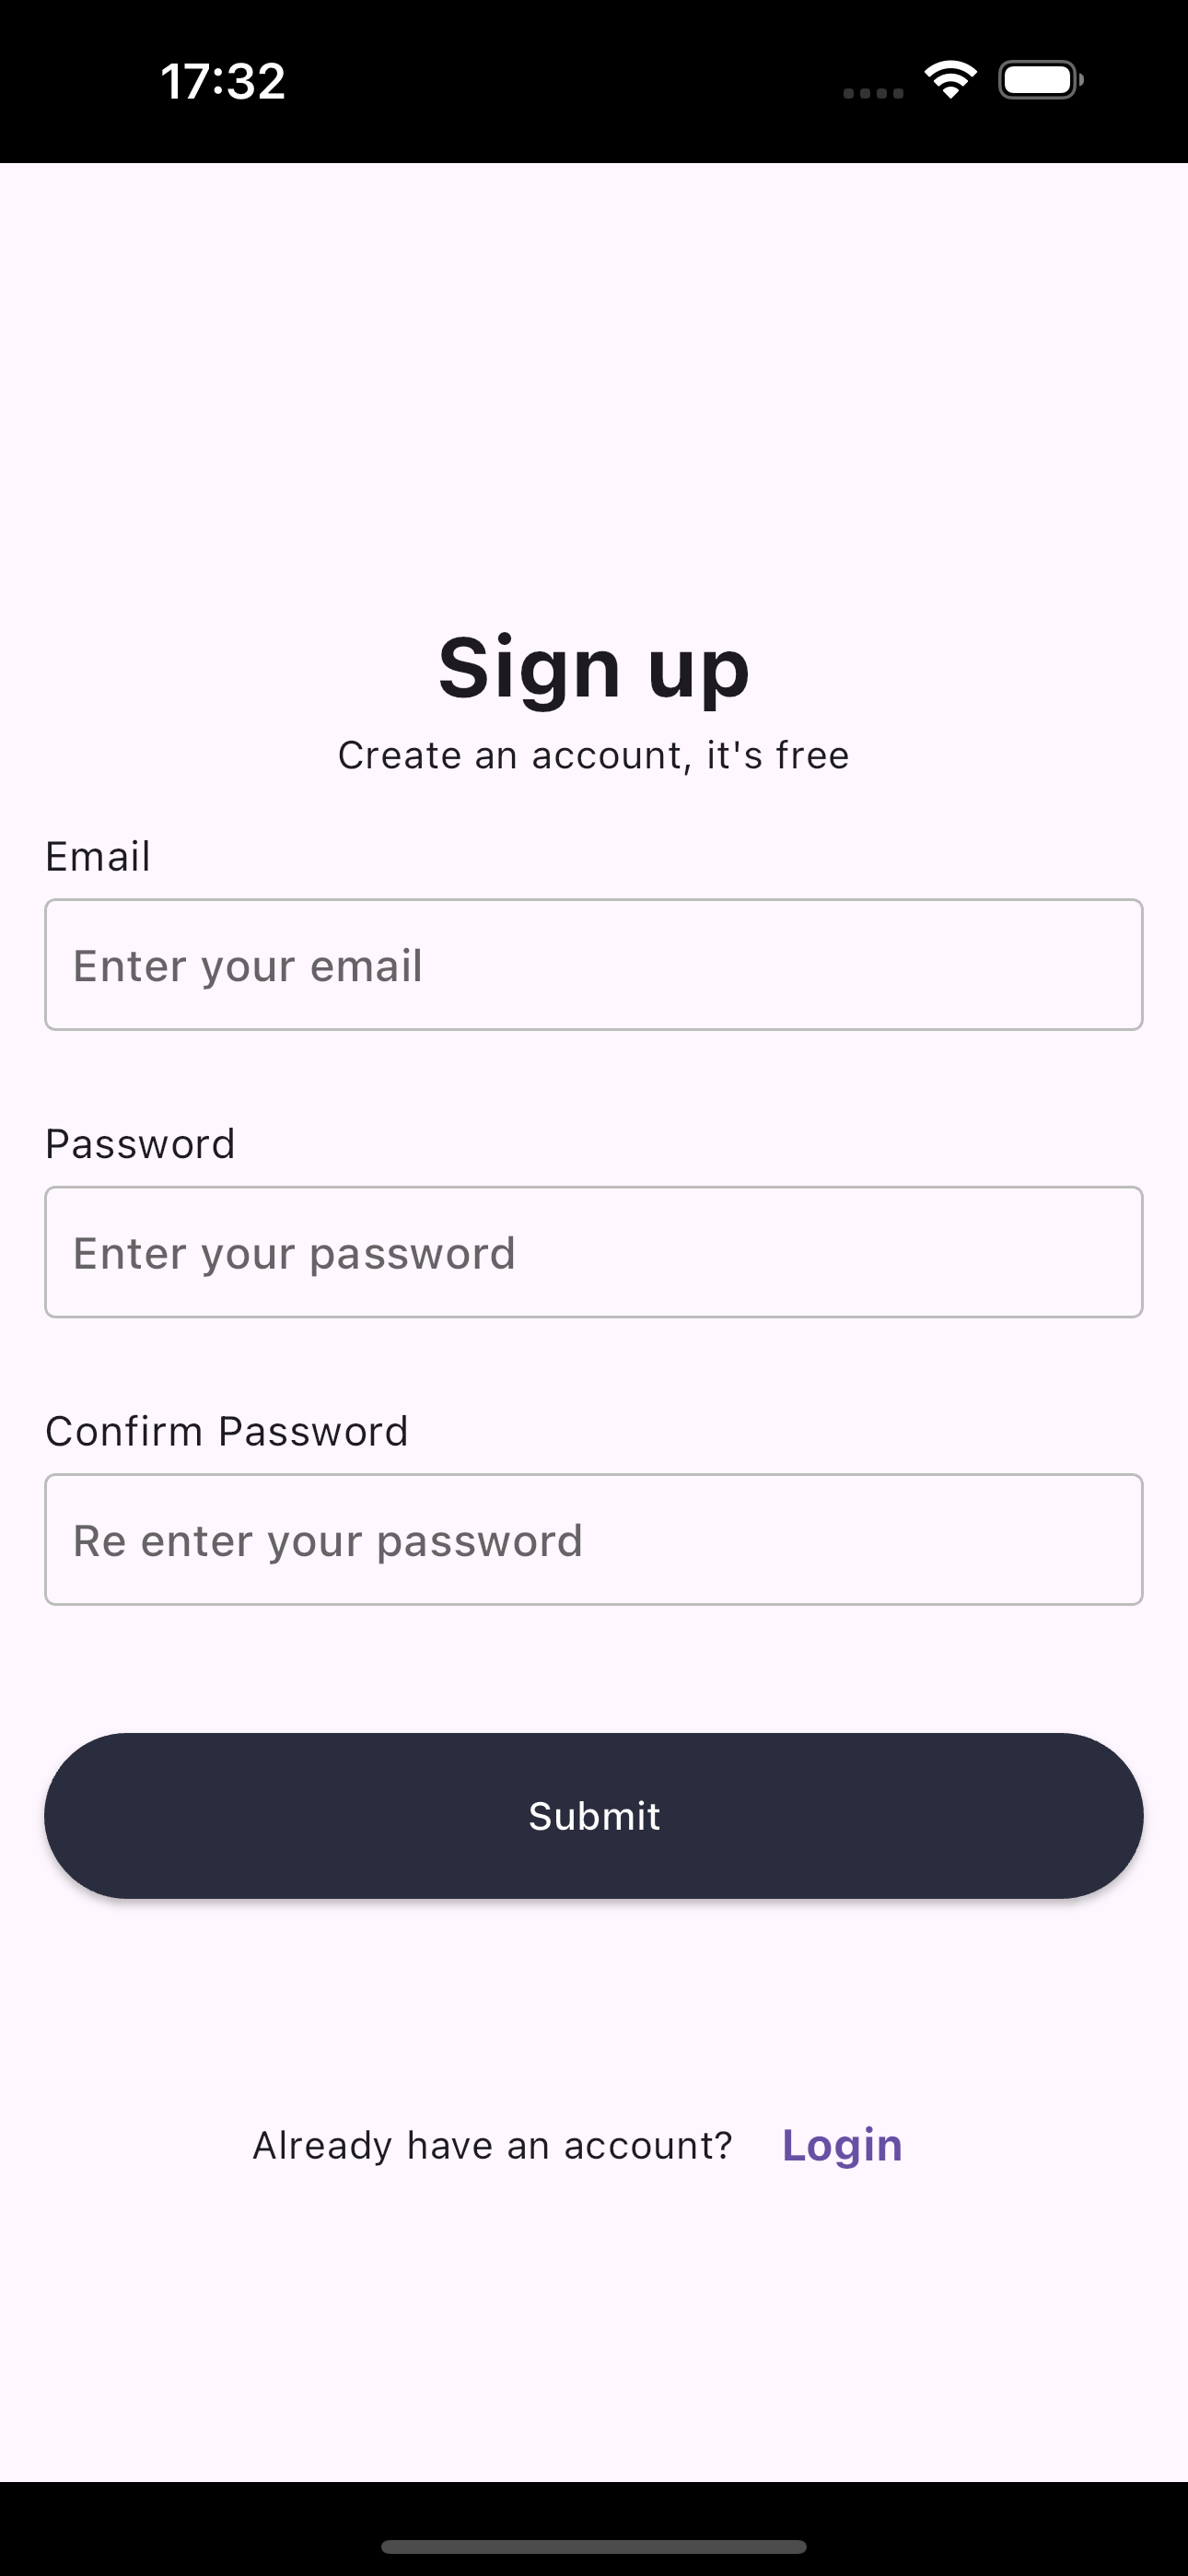 17:32
Sign up
Create an account, it's free
Email
Enter your email
Password
Enter your password
Confirm Password
Re enter your password
Submit
Already have an account? Login